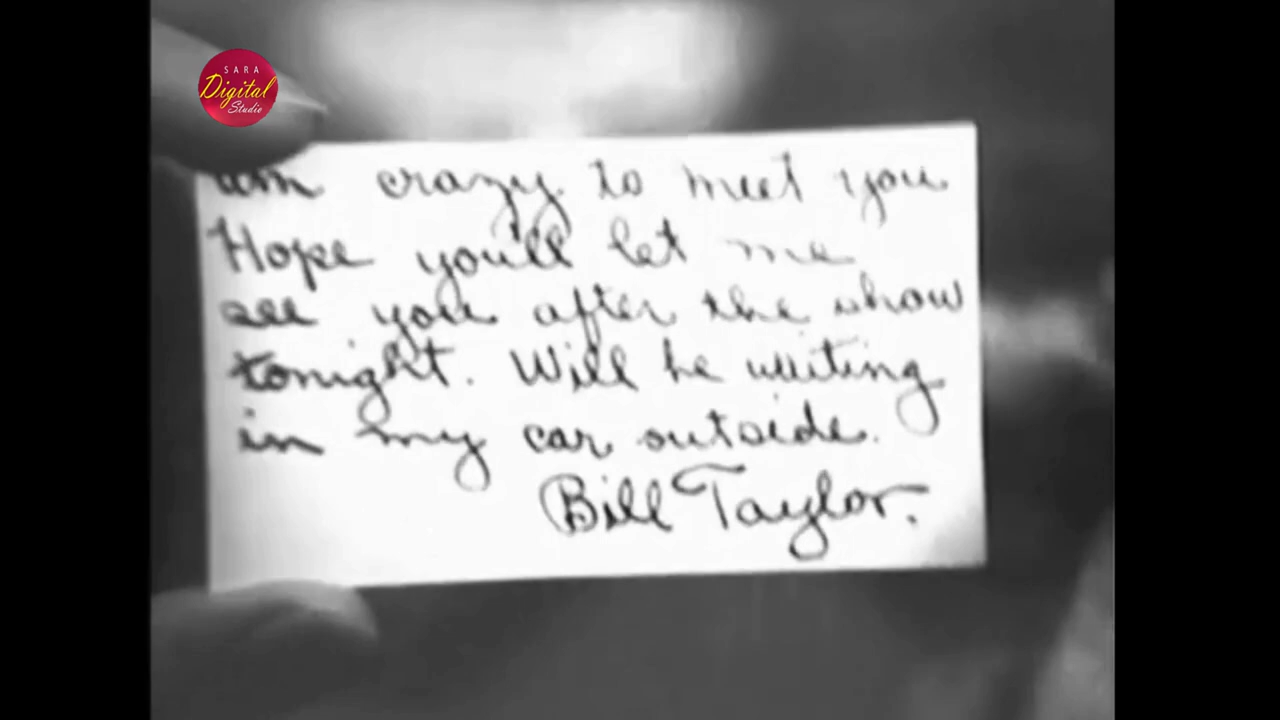 SARA
Digital
Studio
am crazy to meet you
Hope you'll let me
see you after the show
tonight. Will be waiting
in my car outside.
Bill Taylor.